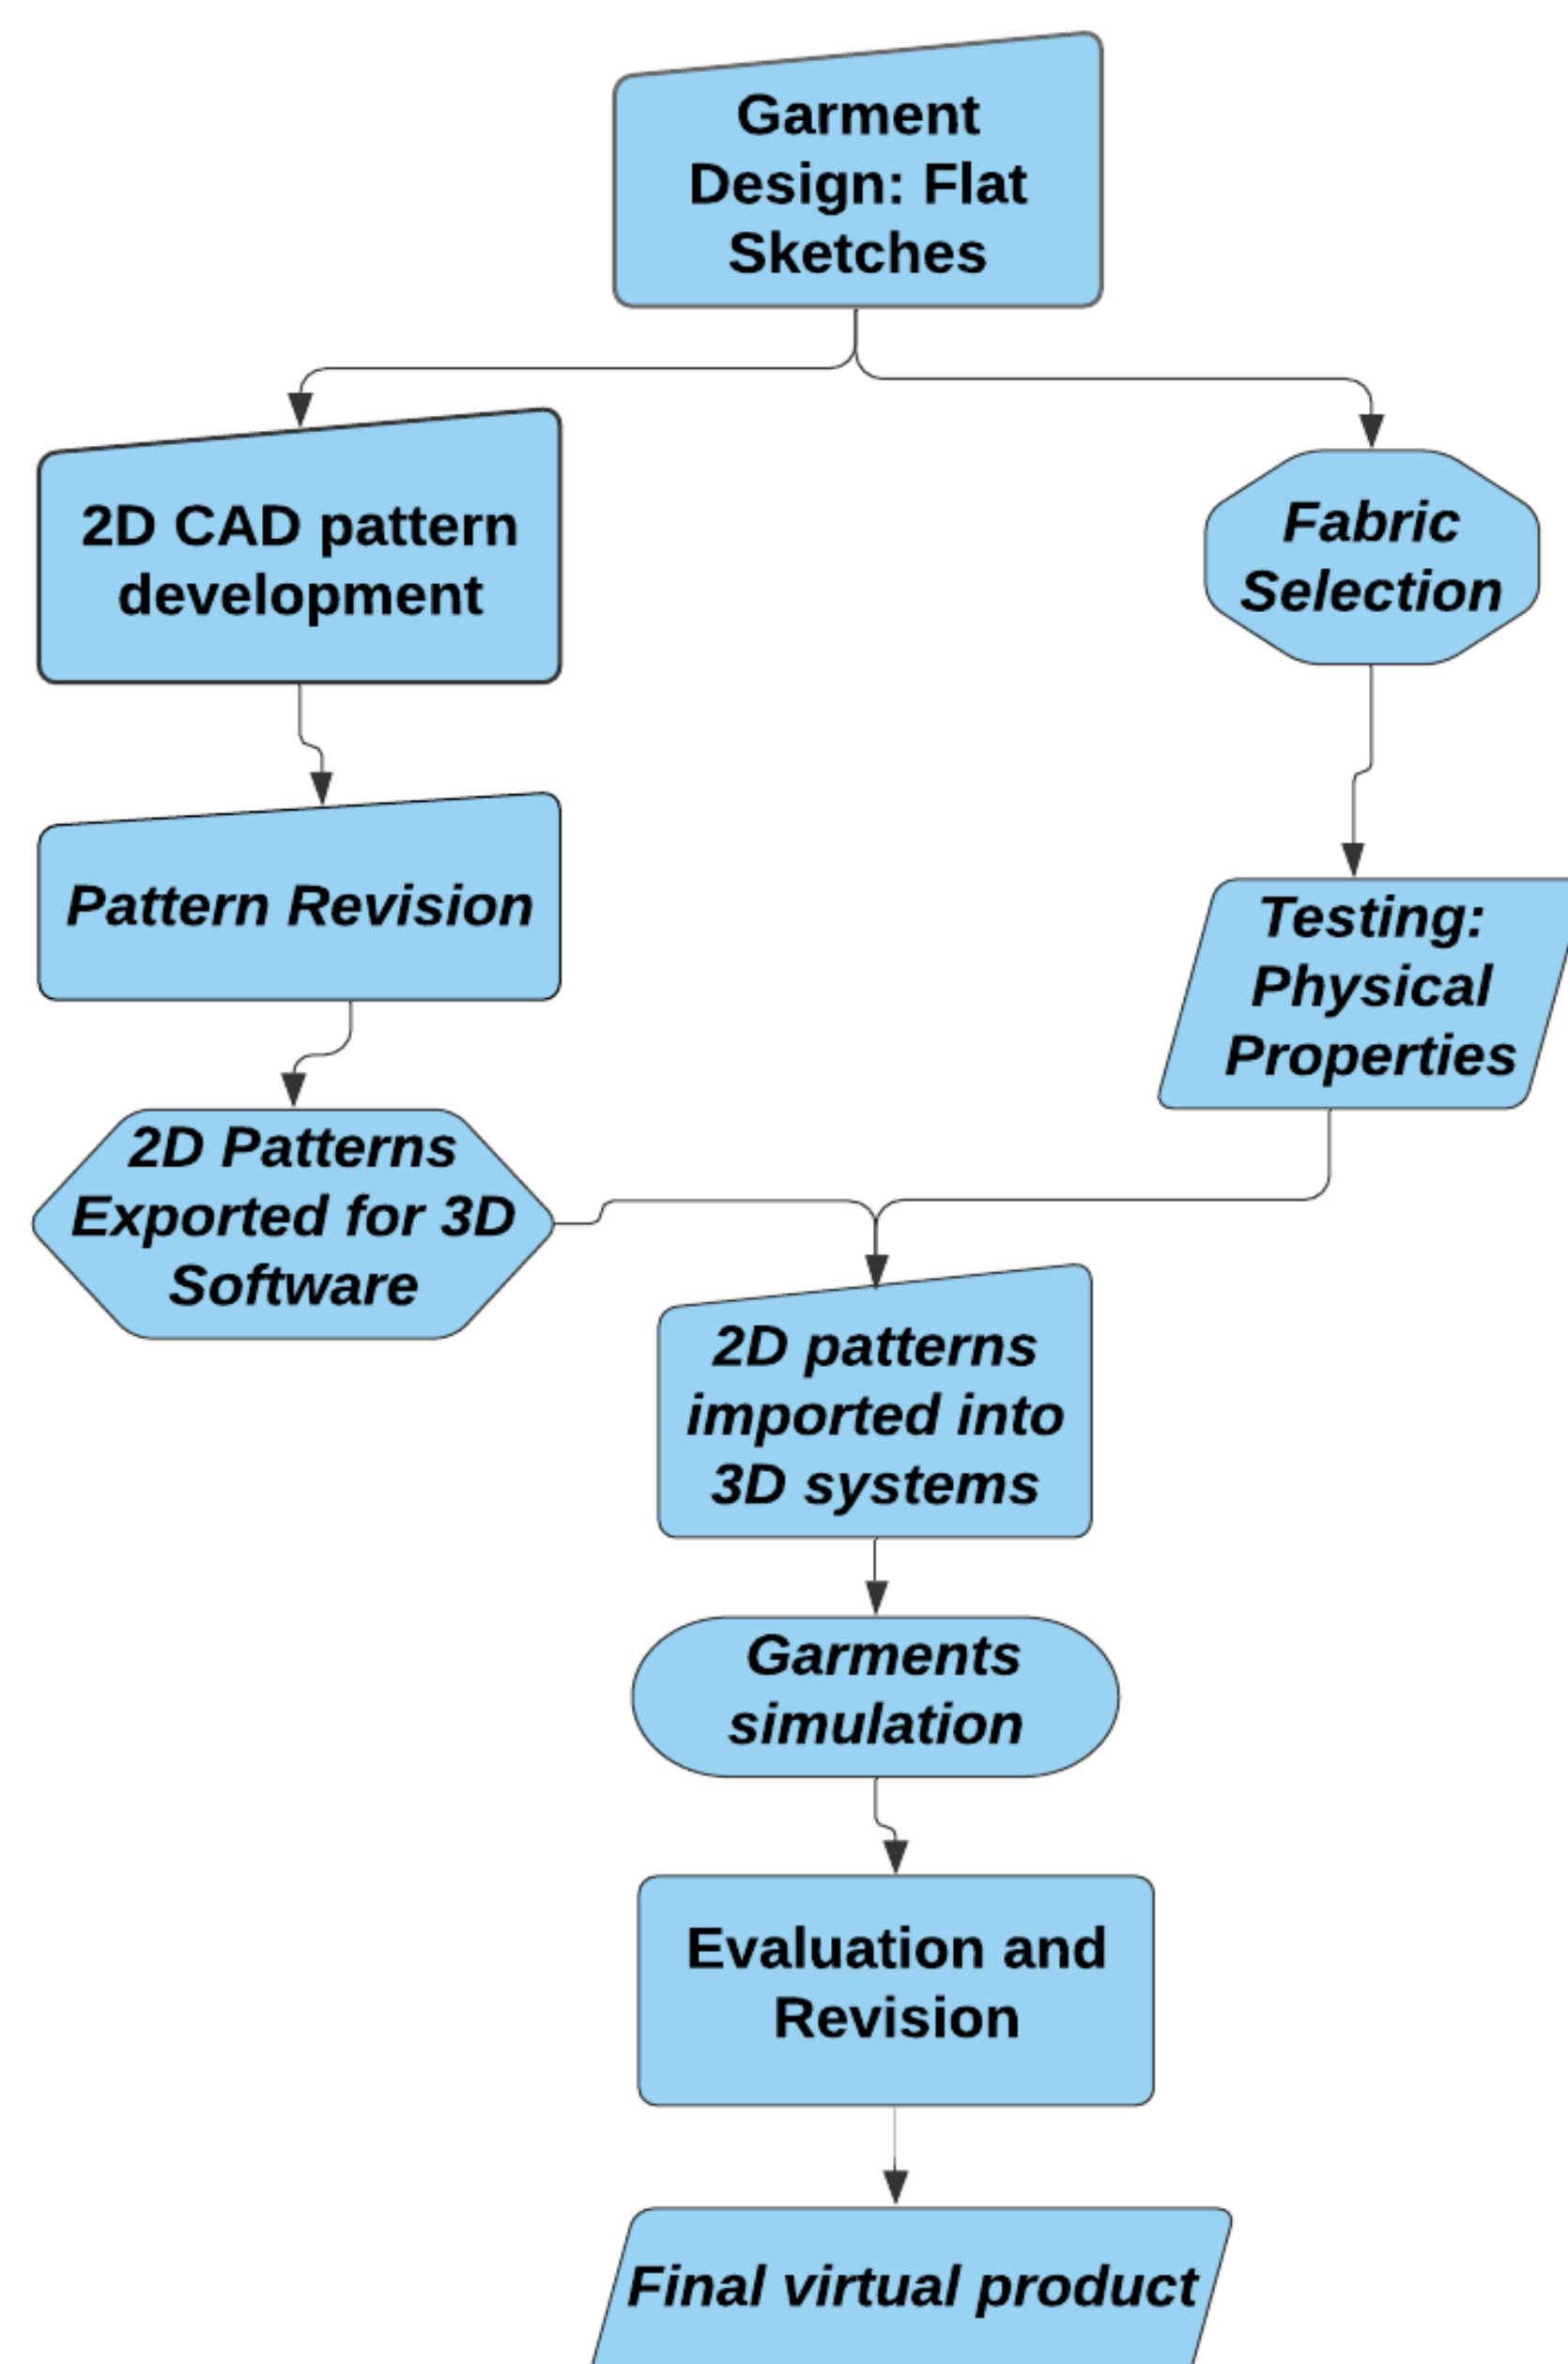 Garment
Design: Flat
Sketches
2D CAD pattern
development
Fabric
Selection
Pattern Revision
Testing:
Physical
Properties
2D Patterns
Exported for 3D
Software
2D patterns
imported into
3D systems
Garments
simulation
Evaluation and
Revision
Final virtual product